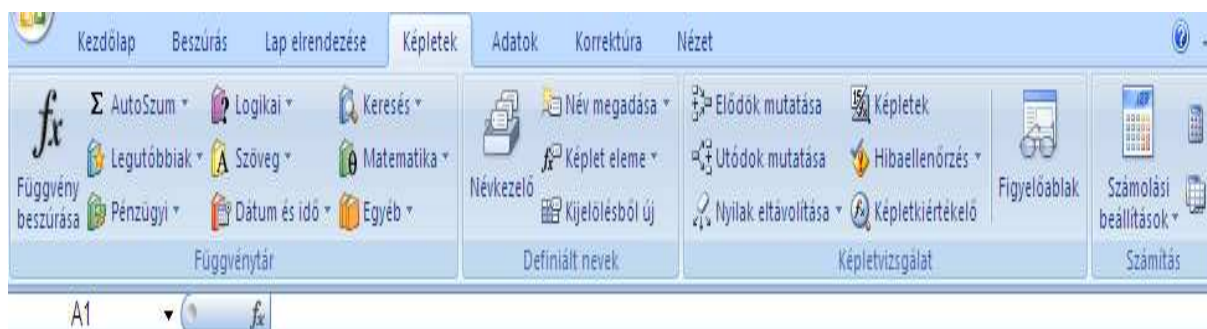 Kezdőlap Beszúrás Lap elrendezése Képletek Adatok Korrektúra Nézet
fx
Függvény
beszúrása
Σ AutoSzum
Legutóbbiak
Pénzügyi
Logikai
Szöveg
Dátum és idő
Keresés
Matematika
Egyéb
Függvénytár
Névkezelő
Név megadása
Képlet eleme
Kijelölésből új
Definiált nevek
Elődök mutatása
Utódok mutatása
Nyilak eltávolítása
Képletek
Hibaellenőrzés
Képletkiértékelő
Figyelőablak
Képletvizsgálat
Számolási
beállítások
Számítás
A1 fx